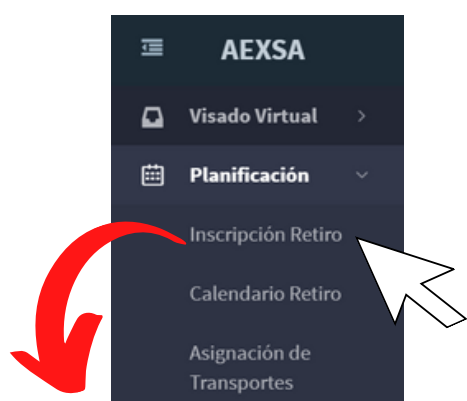 AEXSA
Visado Virtual
Planificación
Inscripción Retiro
Calendario Retiro
Asignación de
Transportes